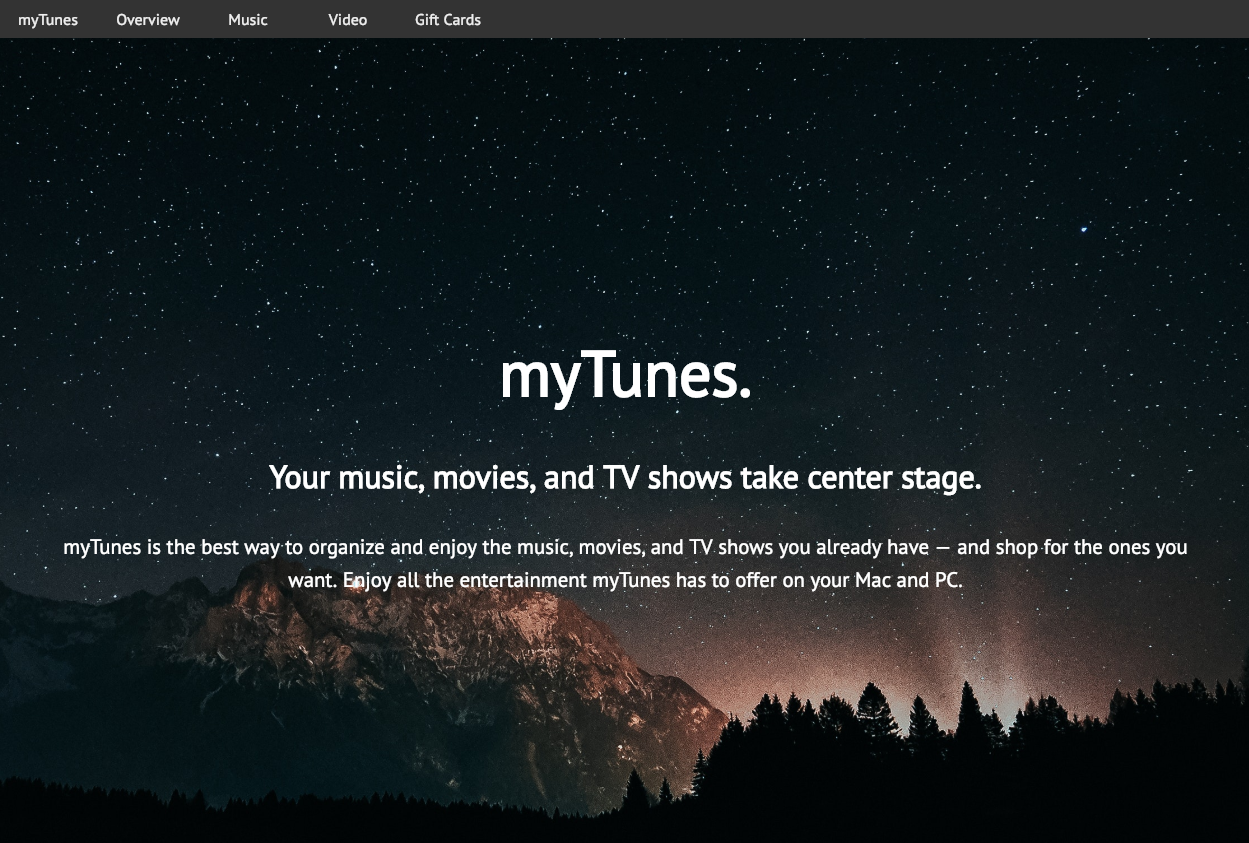 myTunes Overview Music Video Gift Cards
myTunes.
Your music, movies, and TV shows take center stage.
myTunes is the best way to organize and enjoy the music, movies, and TV shows you already have — and shop for the ones you
want. Enjoy all the entertainment myTunes has to offer on your Mac and PC.